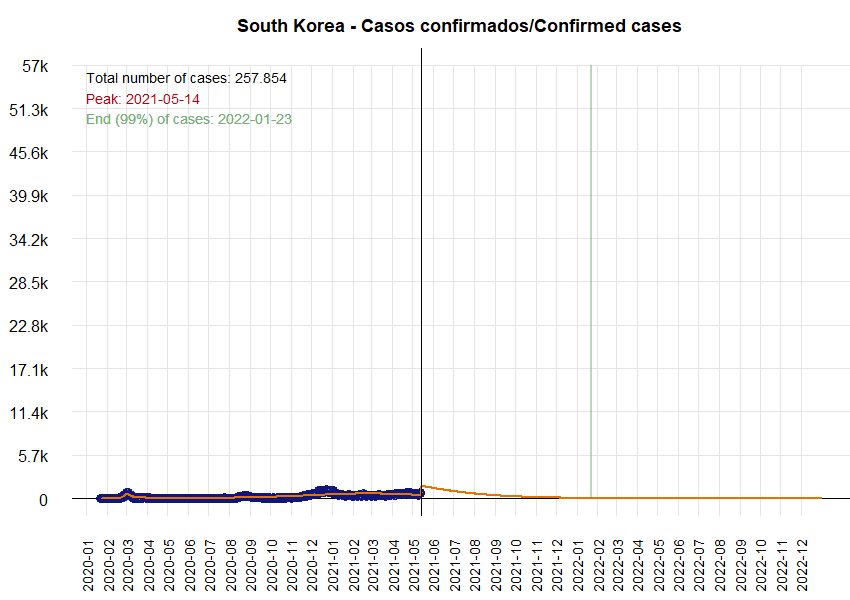 South Korea - Casos confirmados/Confirmed cases
57k
Total number of cases: 257.854
Peak: 2021-05-14
51.3k
End (99%) of cases: 2022-01-23
45.6k
39.9k
34.2k
28.5k
22.8k
17.1k
11.4k
5.7k
0
2020-01
2020-02
2020-03
2020-04
2020-05
2020-06
2020-07
2020-08
2020-09
2020-10
2020-11
2020-12
2021-01
2021-02
2021-03
2021-04
2021-05
2021-06
2021-07
2021-08
2021-09
2021-10
2021-11
2021-12
2022-01
2022-02
2022-03
2022-04
2022-05
2022-06
2022-07
2022-08
2022-09
2022-10
2022-11
2022-12